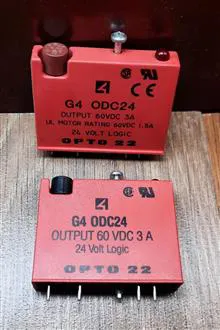 G4 ODC24
OUTPUT 60VDC 3A
UL MOTOR RATING 60VDC 1.5A
24 VOLT LOGIC
OPTO 22
G4 ODC24
OUTPUT 60 VDC 3 A
24 Volt Logic
OPTO 22